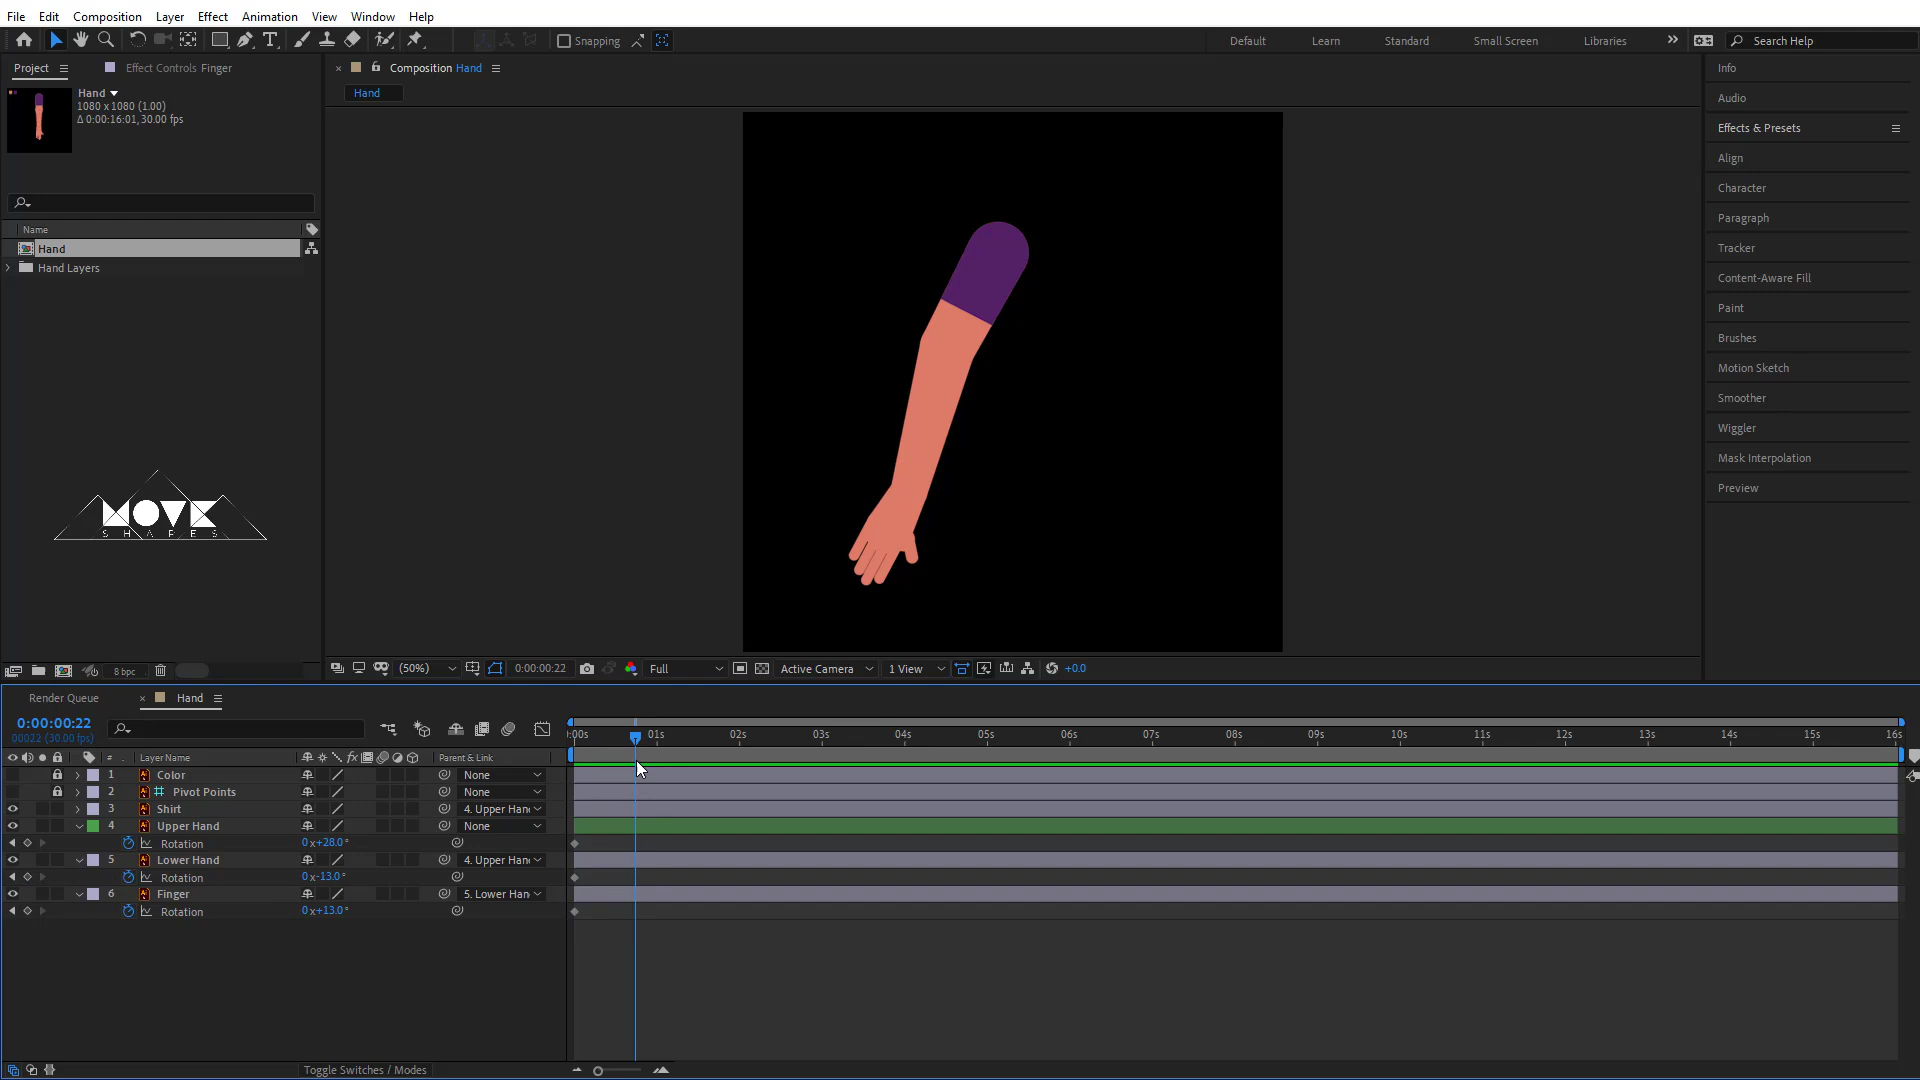 File Edit Composition Layer Effect Animation View Window Help
Snapping Default Learn Standard Small Screen Libraries Search Help
Project Effect Controls Finger
Composition Hand
Hand
Hand
1080 x 1080 (1.00)
Δ 0:00:16:01, 30.00 fps
Name
Hand
Hand Layers
MOVE
SHAPES
8 bpc
(50%) 0:00:00:22 Full Active Camera 1 View +0.0
Info
Audio
Effects & Presets
Align
Character
Paragraph
Tracker
Content-Aware Fill
Paint
Brushes
Motion Sketch
Smoother
Wiggler
Mask Interpolation
Preview
Render Queue Hand
0:00:00:22
00022 (30.00 fps)
:00s 01s 02s 03s 04s 05s 06s 07s 08s 09s 10s 11s 12s 13s 14s 15s 16s
# Layer Name fx Parent & Link
1 Color None
2 Pivot Points None
3 Shirt 4. Upper Han
4 Upper Hand None
Rotation 0x+28.0°
5 Lower Hand 4. Upper Han
Rotation 0x-13.0°
6 Finger 5. Lower Han
Rotation 0x+13.0°
Toggle Switches / Modes